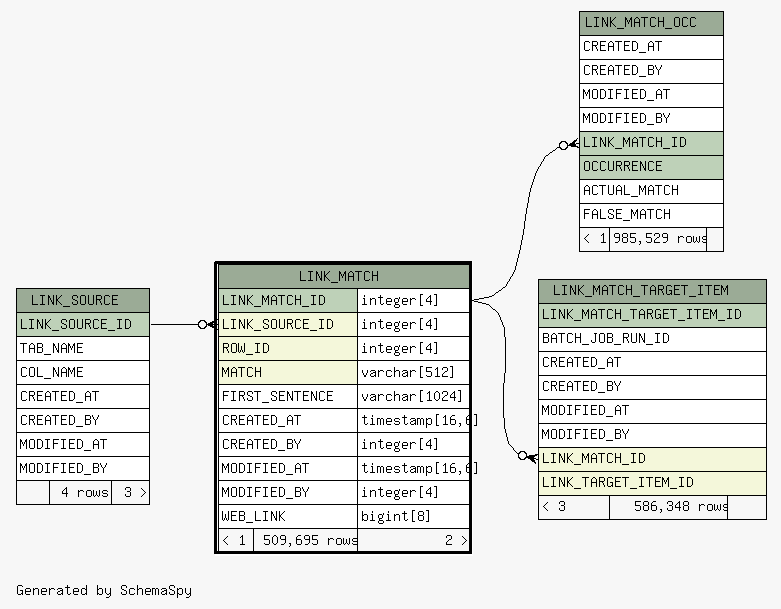 LINK_MATCH_OCC
CREATED_AT
CREATED_BY
MODIFIED_AT
MODIFIED_BY
LINK_MATCH_ID
OCCURRENCE
ACTUAL_MATCH
FALSE_MATCH
< 1 985,529 rows
LINK_SOURCE
LINK_SOURCE_ID
TAB_NAME
COL_NAME
CREATED_AT
CREATED_BY
MODIFIED_AT
MODIFIED_BY
4 rows 3 >
LINK_MATCH
LINK_MATCH_ID integer[4]
LINK_SOURCE_ID integer[4]
ROW_ID integer[4]
MATCH varchar[512]
FIRST_SENTENCE varchar[1024]
CREATED_AT timestamp[16,6]
CREATED_BY integer[4]
MODIFIED_AT timestamp[16,6]
MODIFIED_BY integer[4]
WEB_LINK bigint[8]
< 1 509,695 rows 2 >
LINK_MATCH_TARGET_ITEM
LINK_MATCH_TARGET_ITEM_ID
BATCH_JOB_RUN_ID
CREATED_AT
CREATED_BY
MODIFIED_AT
MODIFIED_BY
LINK_MATCH_ID
LINK_TARGET_ITEM_ID
< 3 586,348 rows
Generated by SchemaSpy